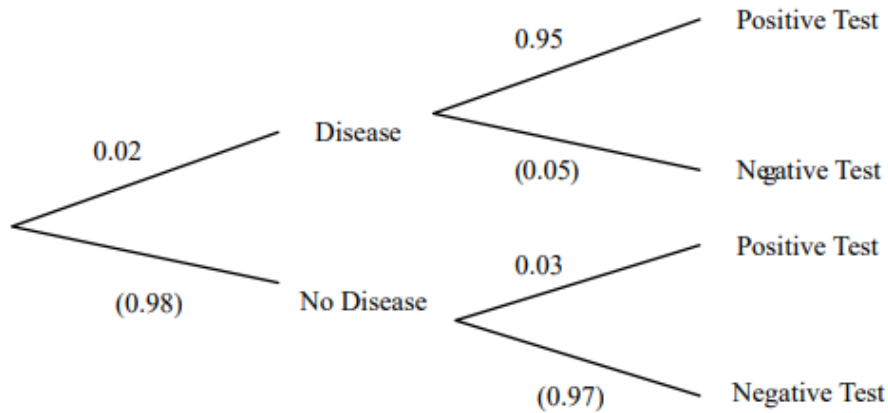 Positive Test
0.95
0.02
Disease
(0.05)
Negative Test
Positive Test
0.03
(0.98)
No Disease
(0.97)
Negative Test